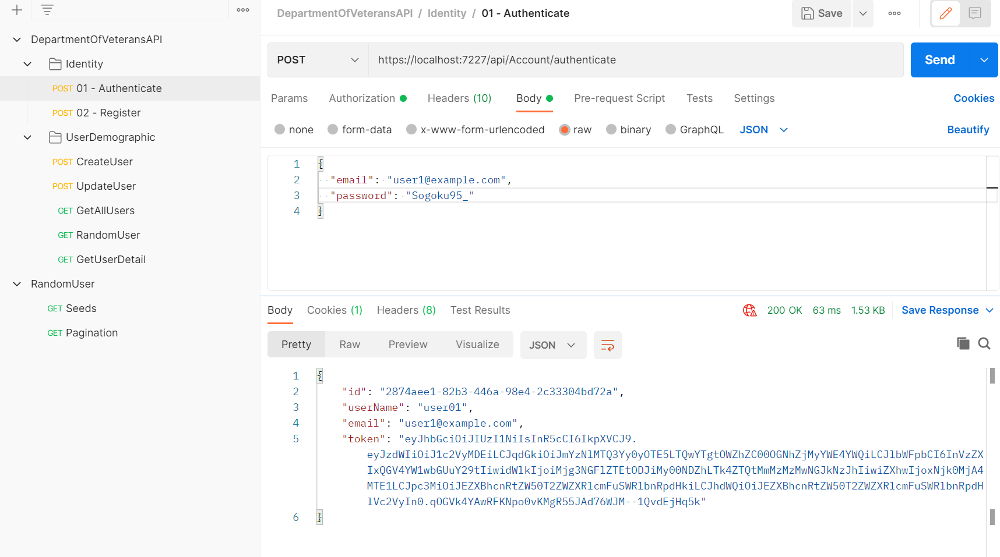 DepartmentOfVeteransAPI
Identity
POST 01 - Authenticate
POST 02 - Register
UserDemographic
POST CreateUser
POST UpdateUser
GET GetAllUsers
GET RandomUser
GET GetUserDetail
RandomUser
GET Seeds
GET Pagination
DepartmentOfVeteransAPI / Identity / 01 - Authenticate
Save
POST
https://localhost:7227/api/Account/authenticate
Send
Params Authorization Headers (10) Body Pre-request Script Tests Settings Cookies
none form-data x-www-form-urlencoded raw binary GraphQL JSON Beautify
1 {
2 "email": "user1@example.com",
3 "password": "Sogoku95_"
4 }
Body Cookies (1) Headers (8) Test Results 200 OK 63 ms 1.53 KB Save Response
Pretty Raw Preview Visualize JSON
1 {
2 "id": "2874aee1-82b3-446a-98e4-2c33304bd72a",
3 "userName": "user01",
4 "email": "user1@example.com",
5 "token": "eyJhbGciOiJIUzI1NiIsInR5cCI6IkpXVCJ9.
eyJzdWIiOiJ1c2VyMDEiLCJqdGkiOiJmYzNlMTQ3Yy0yOTE5LTQwYTgtOWZhZC00OGNhZjMyYWE4YWQiLCJlbWFpbCI6InVzZX
IxQGV4YW1wbGUuY29tIiwidWlkIjoiMjg3NGFlZTEtODJiMy00NDZhLTk4ZTQtMmMzMzMwNGJkNzJhIiwiZXhwIjoxNjk0MjA4
MTE1LCJpc3MiOiJEZXBhcnRtZW50T2ZWZXRlcmFuSWRlbnRpdHkiLCJhdWQiOiJEZXBhcnRtZW50T2ZWZXRlcmFuSWRlbnRpdH
lVc2VyIn0.qOGVk4YAwRFKNpo0vKMgR55JAd76WJM--1QvdEjHq5k"
6 }